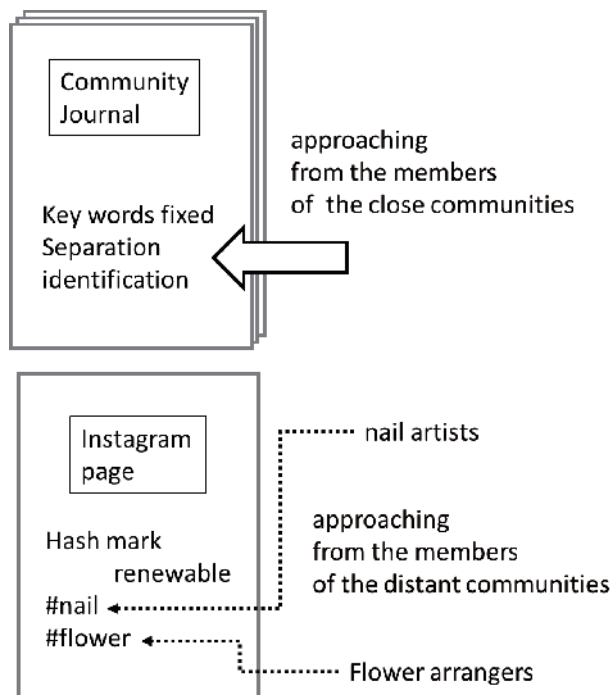 Community
Journal
Key words fixed
Separation
identification
approaching
from the members
of the close communities
Instagram
page
Hash mark
renewable
#nail
#flower
nail artists
approaching
from the members
of the distant communities
Flower arrangers